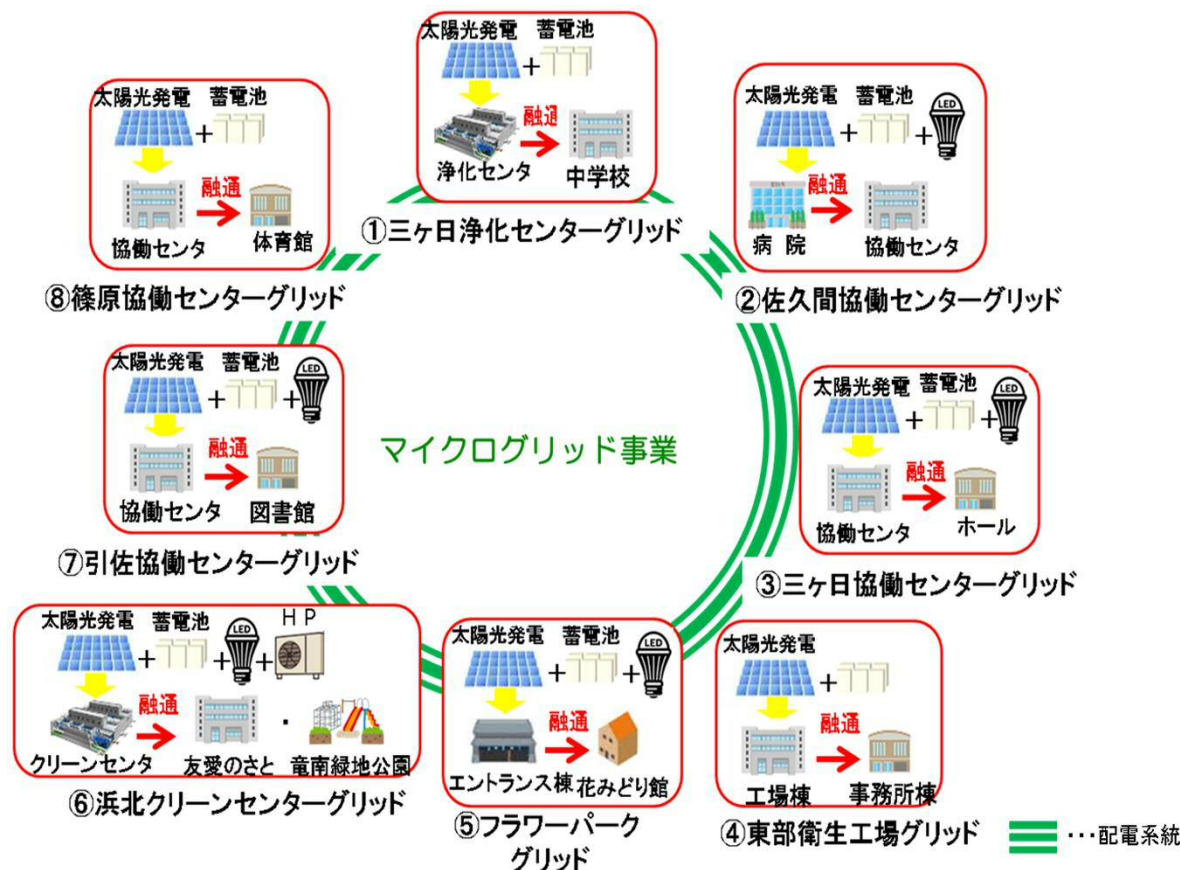 太陽光発電 蓄電池
+
融通
浄化センタ 中学校
①三ヶ日浄化センターグリッド
太陽光発電 蓄電池 LED
+ +
融通
病 院 協働センタ
②佐久間協働センターグリッド
太陽光発電 蓄電池 LED
+ +
融通
協働センタ ホール
③三ヶ日協働センターグリッド
太陽光発電
+
融通
工場棟 事務所棟
④東部衛生工場グリッド
太陽光発電 蓄電池 LED
+ +
融通
エントランス棟 花みどり館
⑤フラワーパーク
グリッド
太陽光発電 蓄電池 LED HP
+ + +
融通
クリーンセンタ 友愛のさと ・ 竜南緑地公園
⑥浜北クリーンセンターグリッド
太陽光発電 蓄電池 LED
+ +
融通
協働センタ 図書館
⑦引佐協働センターグリッド
太陽光発電 蓄電池
+
融通
協働センタ 体育館
⑧篠原協働センターグリッド
マイクログリッド事業
・・・配電系統